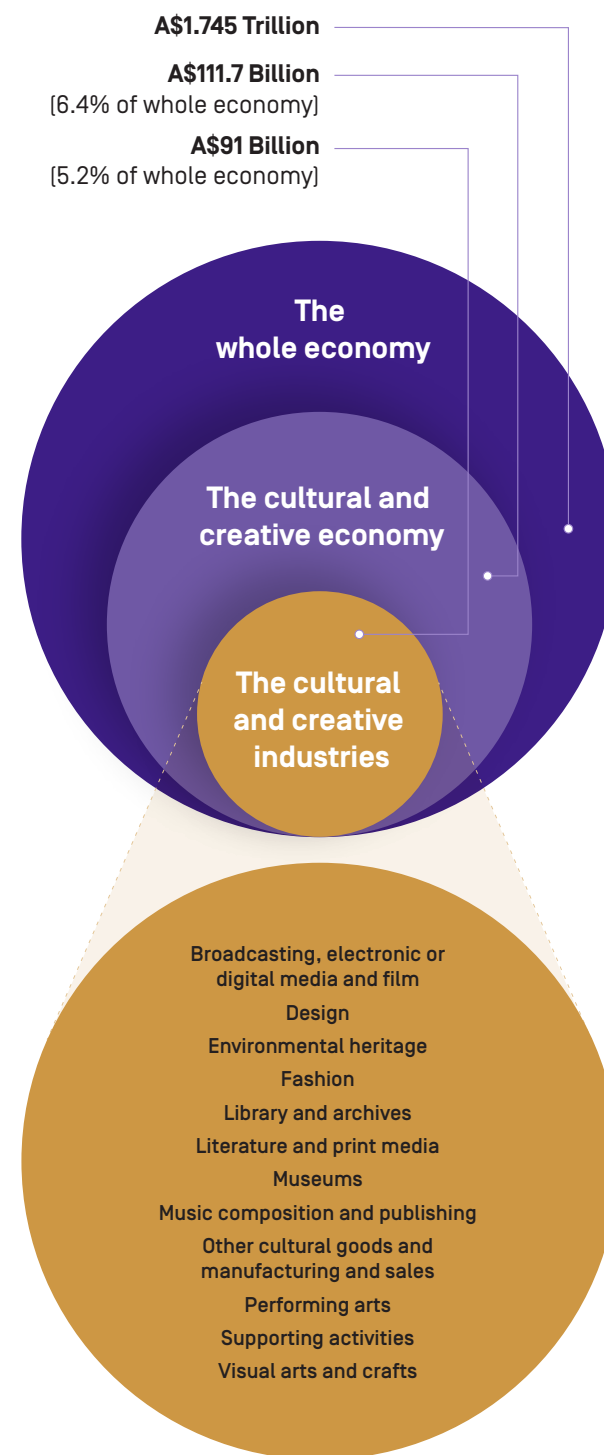 A$1.745 Trillion
A$111.7 Billion
(6.4% of whole economy)
A$91 Billion
(5.2% of whole economy)
The
whole economy
The cultural and
creative economy
The cultural
and creative
industries
Broadcasting, electronic or
digital media and film
Design
Environmental heritage
Fashion
Library and archives
Literature and print media
Museums
Music composition and publishing
Other cultural goods and
manufacturing and sales
Performing arts
Supporting activities
Visual arts and crafts